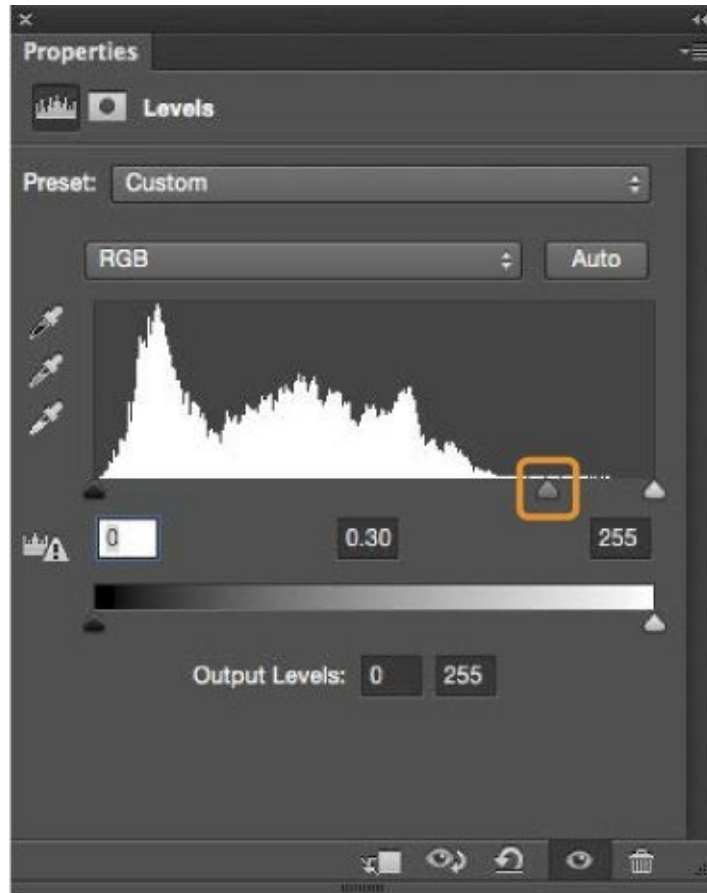 Properties
Levels
Preset: Custom
RGB Auto
0 0.30 255
Output Levels: 0 255